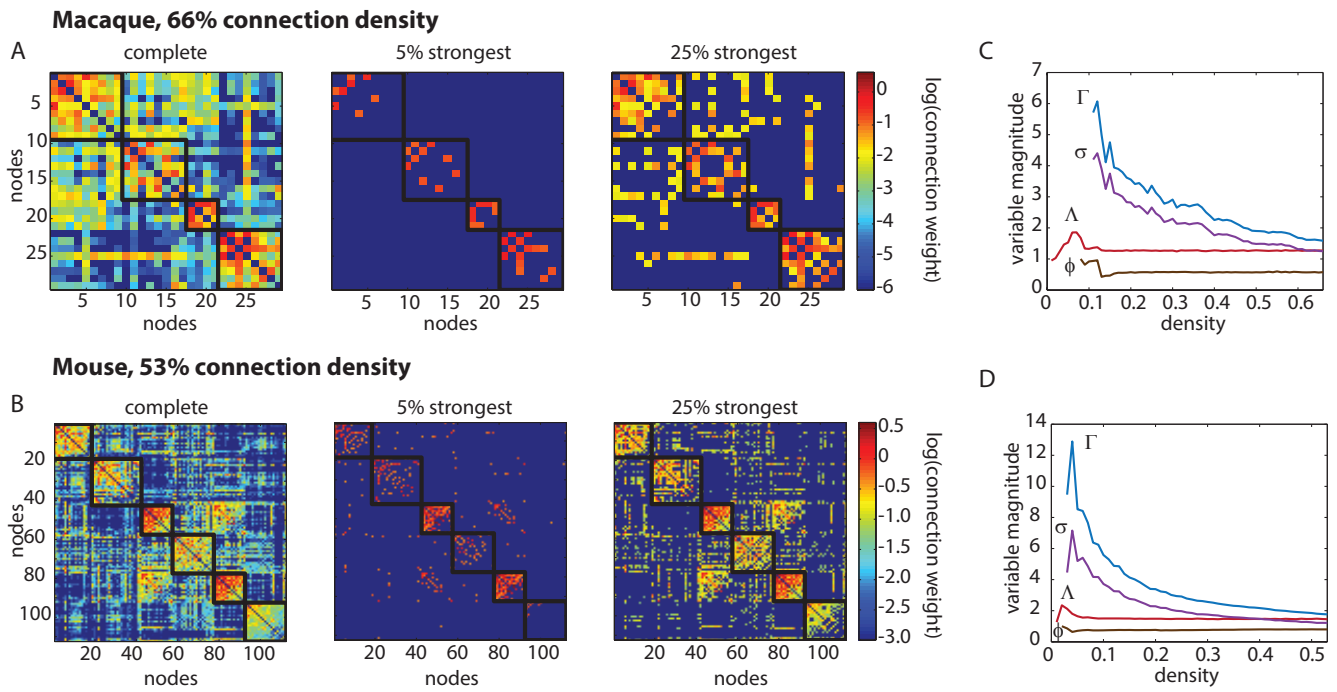 Macaque, 66% connection density
A
complete
5% strongest
25% strongest
nodes
5
10
15
20
25
5 10 15 20 25
nodes
5 10 15 20 25
nodes
5 10 15 20 25
nodes
0
-1
-2
-3
-4
-5
-6
log(connection weight)
C
variable magnitude
7
6
5
4
3
2
1
0
Γ
σ
Λ
ϕ
0 0.1 0.2 0.3 0.4 0.5 0.6
density
Mouse, 53% connection density
B
complete
5% strongest
25% strongest
nodes
20
40
60
80
100
20 40 60 80 100
nodes
20 40 60 80 100
nodes
20 40 60 80 100
nodes
0.5
0
-0.5
-1.0
-1.5
-2.0
-2.5
-3.0
log(connection weight)
D
variable magnitude
14
12
10
8
6
4
2
0
Γ
σ
Λ
ϕ
0 0.1 0.2 0.3 0.4 0.5
density